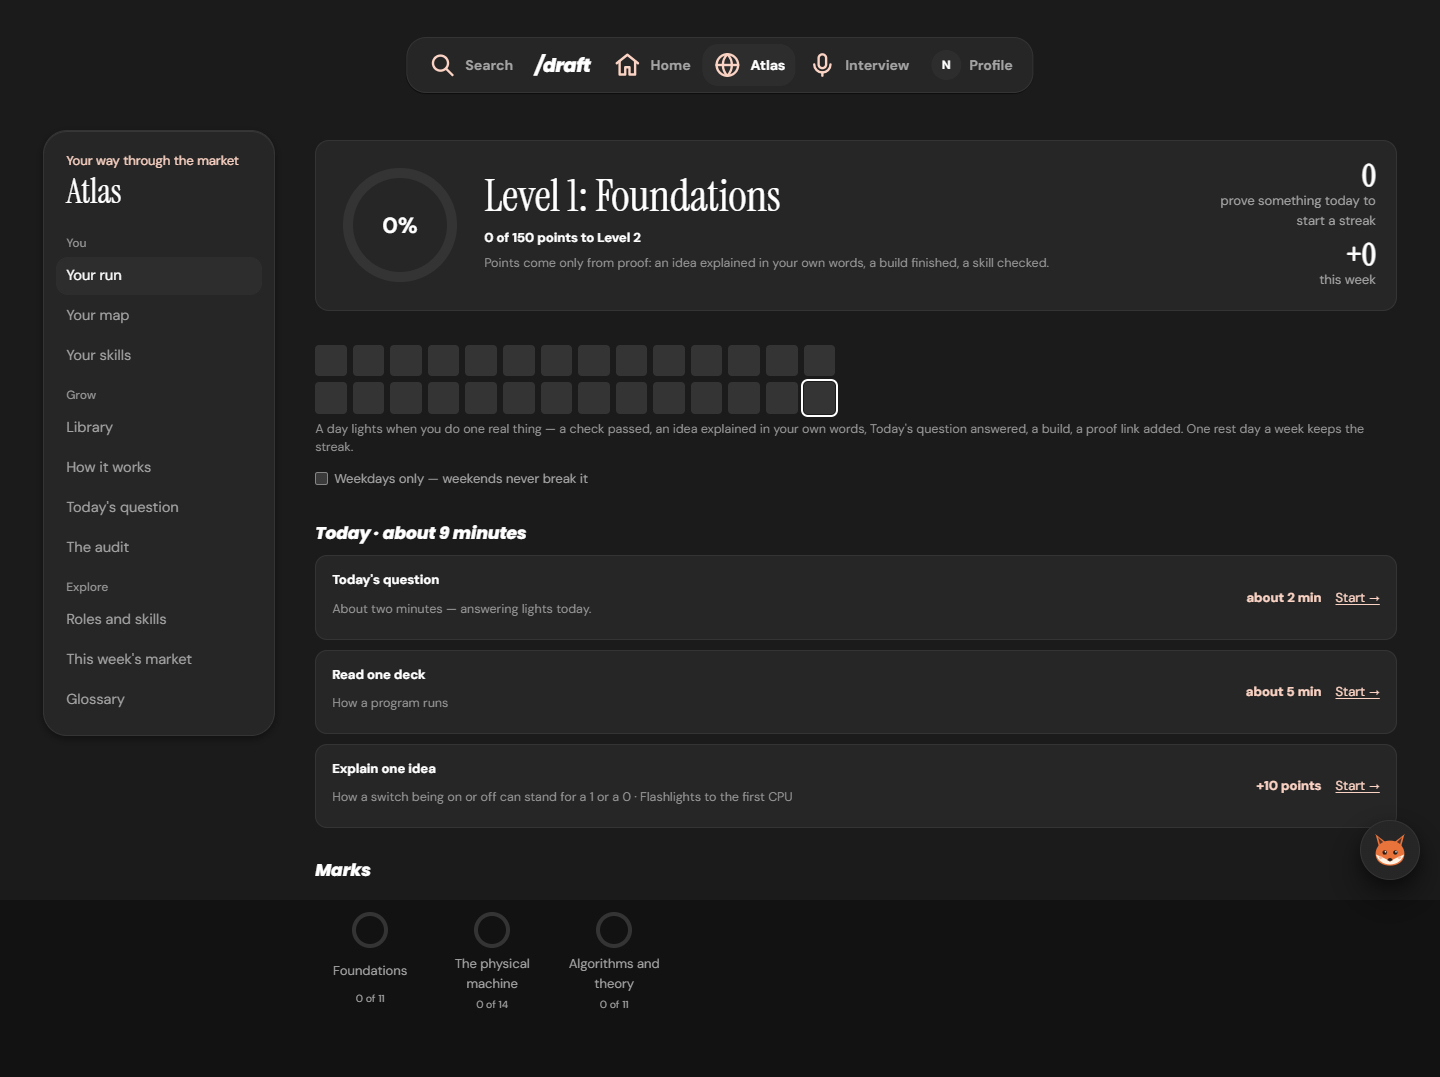 Search
/draft
Home
Atlas
Interview
N
Profile
Your way through the market
Atlas
You
Your run
Your map
Your skills
Grow
Library
How it works
Today's question
The audit
Explore
Roles and skills
This week's market
Glossary
0%
Level 1: Foundations
0 of 150 points to Level 2
Points come only from proof: an idea explained in your own words, a build finished, a skill checked.
0
prove something today to
start a streak
+0
this week
A day lights when you do one real thing — a check passed, an idea explained in your own words, Today's question answered, a build, a proof link added. One rest day a week keeps the
streak.
Weekdays only — weekends never break it
Today · about 9 minutes
Today's question
About two minutes — answering lights today.
about 2 min
Start →
Read one deck
How a program runs
about 5 min
Start →
Explain one idea
How a switch being on or off can stand for a 1 or a 0 · Flashlights to the first CPU
+10 points
Start →
Marks
Foundations
0 of 11
The physical
machine
0 of 14
Algorithms and
theory
0 of 11